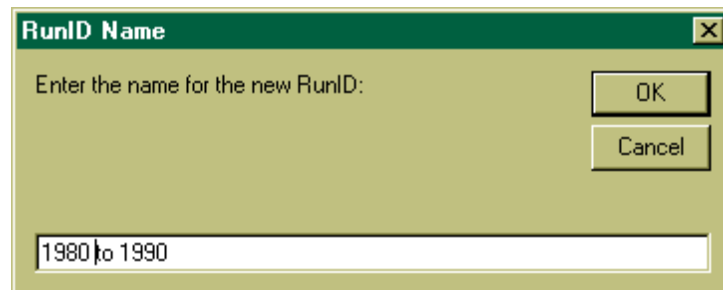 RunID Name
Enter the name for the new RunID:
OK
Cancel
1980 to 1990